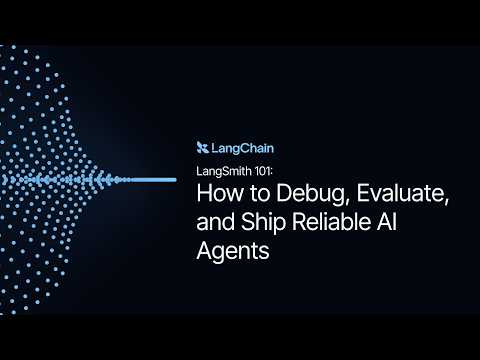 LangChain
LangSmith 101:
How to Debug, Evaluate,
and Ship Reliable AI
Agents